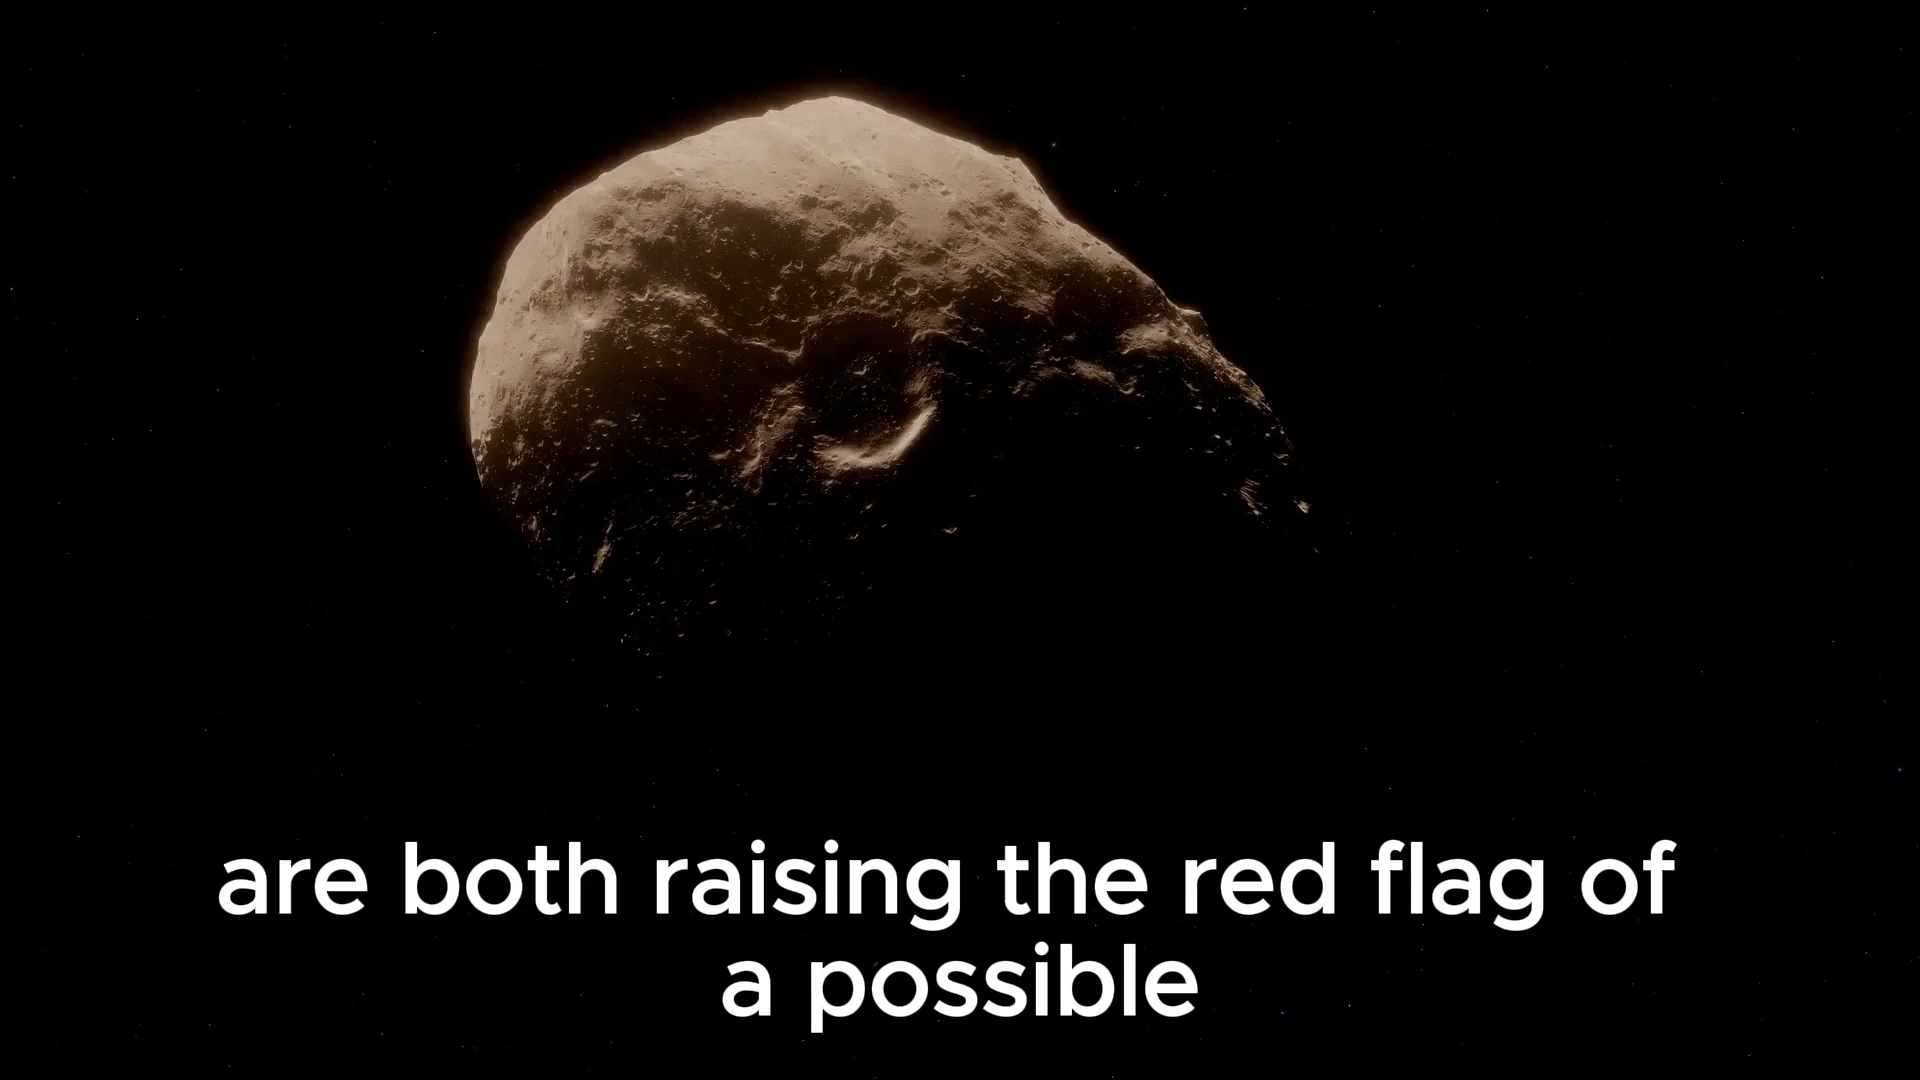 are both raising the red flag of
a possible